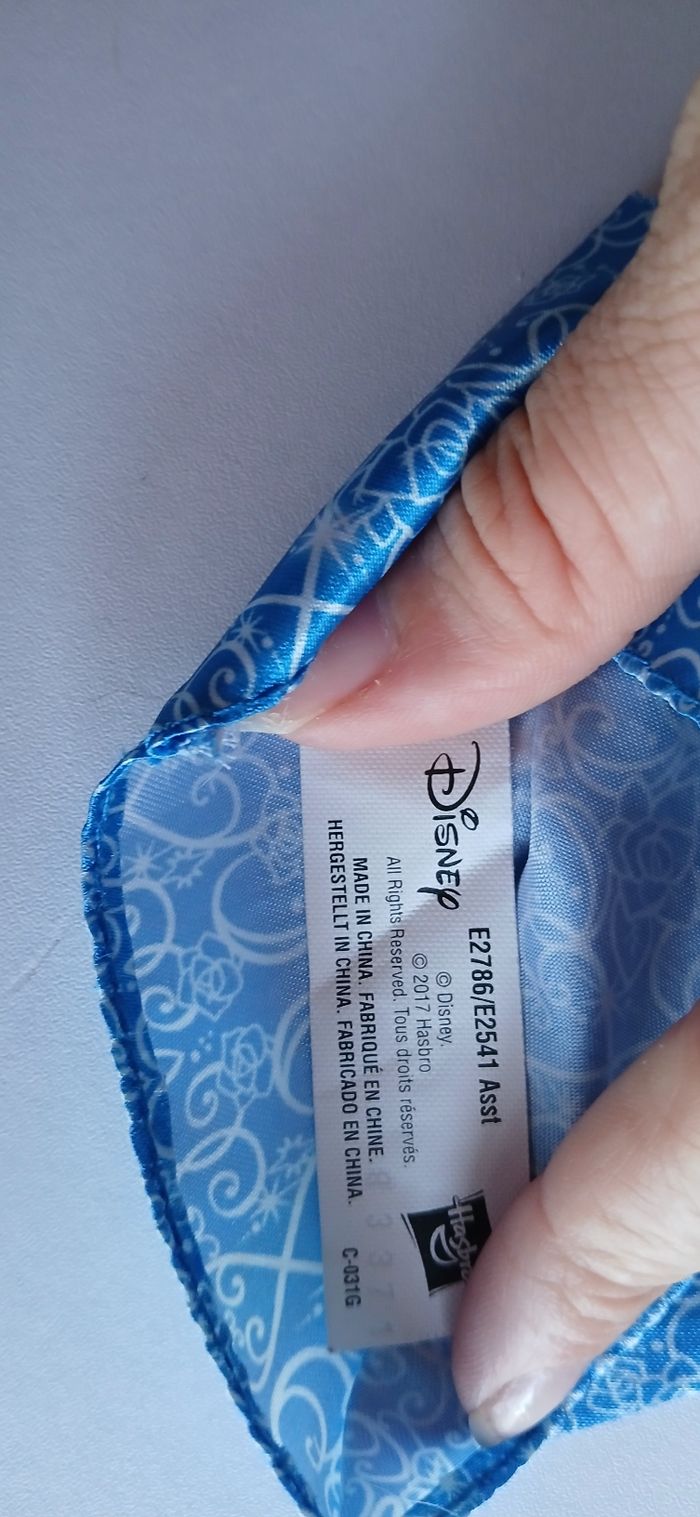 Disney
E2786/E2541 Asst
© Disney.
© 2017 Hasbro
All Rights Reserved. Tous droits réservés.
MADE IN CHINA. FABRIQUÉ EN CHINE.
HERGESTELLT IN CHINA. FABRICADO EN CHINA.
C-031G
Hasbro